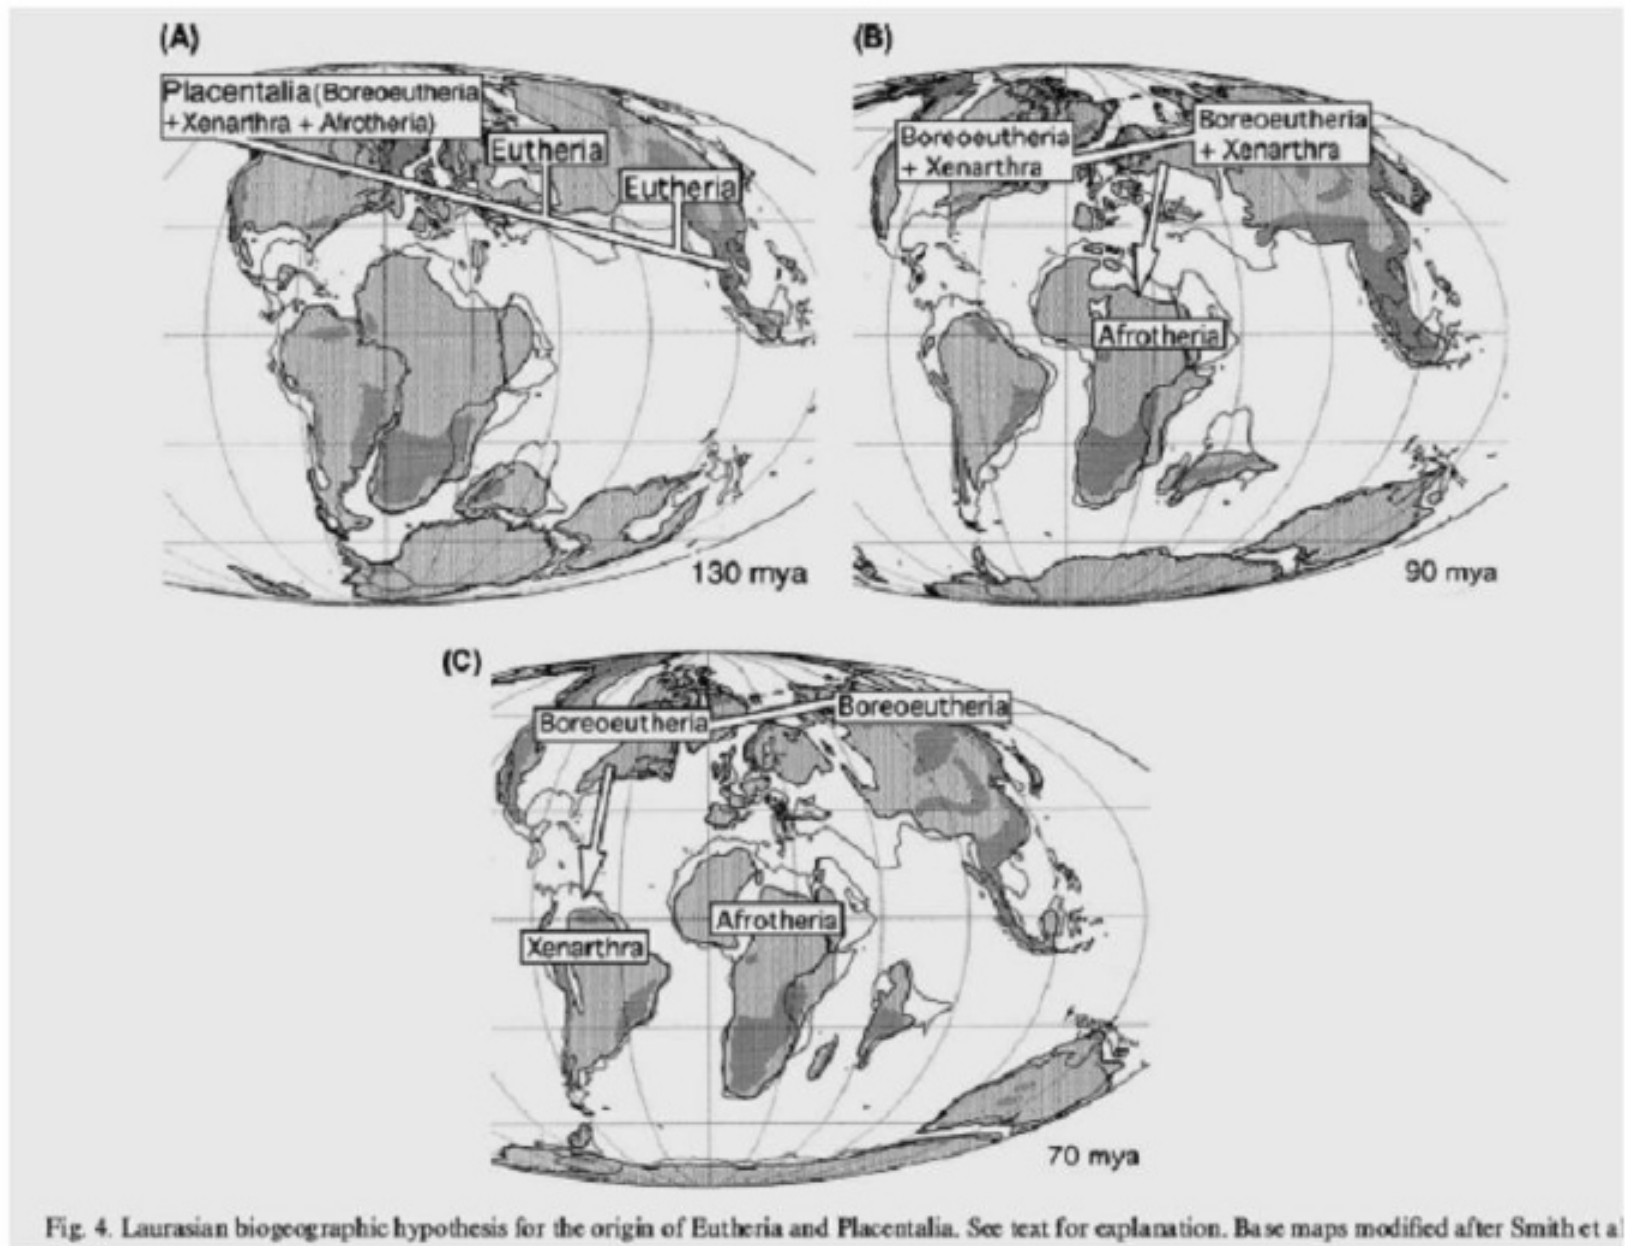 (A)
Placentalia (Boreoeutheria
+Xenarthra + Afrotheria)
Eutheria
Eutheria
130 mya
(B)
Boreoeutheria
+ Xenarthra
Boreoeutheria
+ Xenarthra
Afrotheria
90 mya
(C)
Boreoeutheria
Boreoeutheria
Xenarthra
Afrotheria
70 mya
Fig. 4. Laurasian biogeographic hypothesis for the origin of Eutheria and Placentalia. See text for explanation. Base maps modified after Smith et al